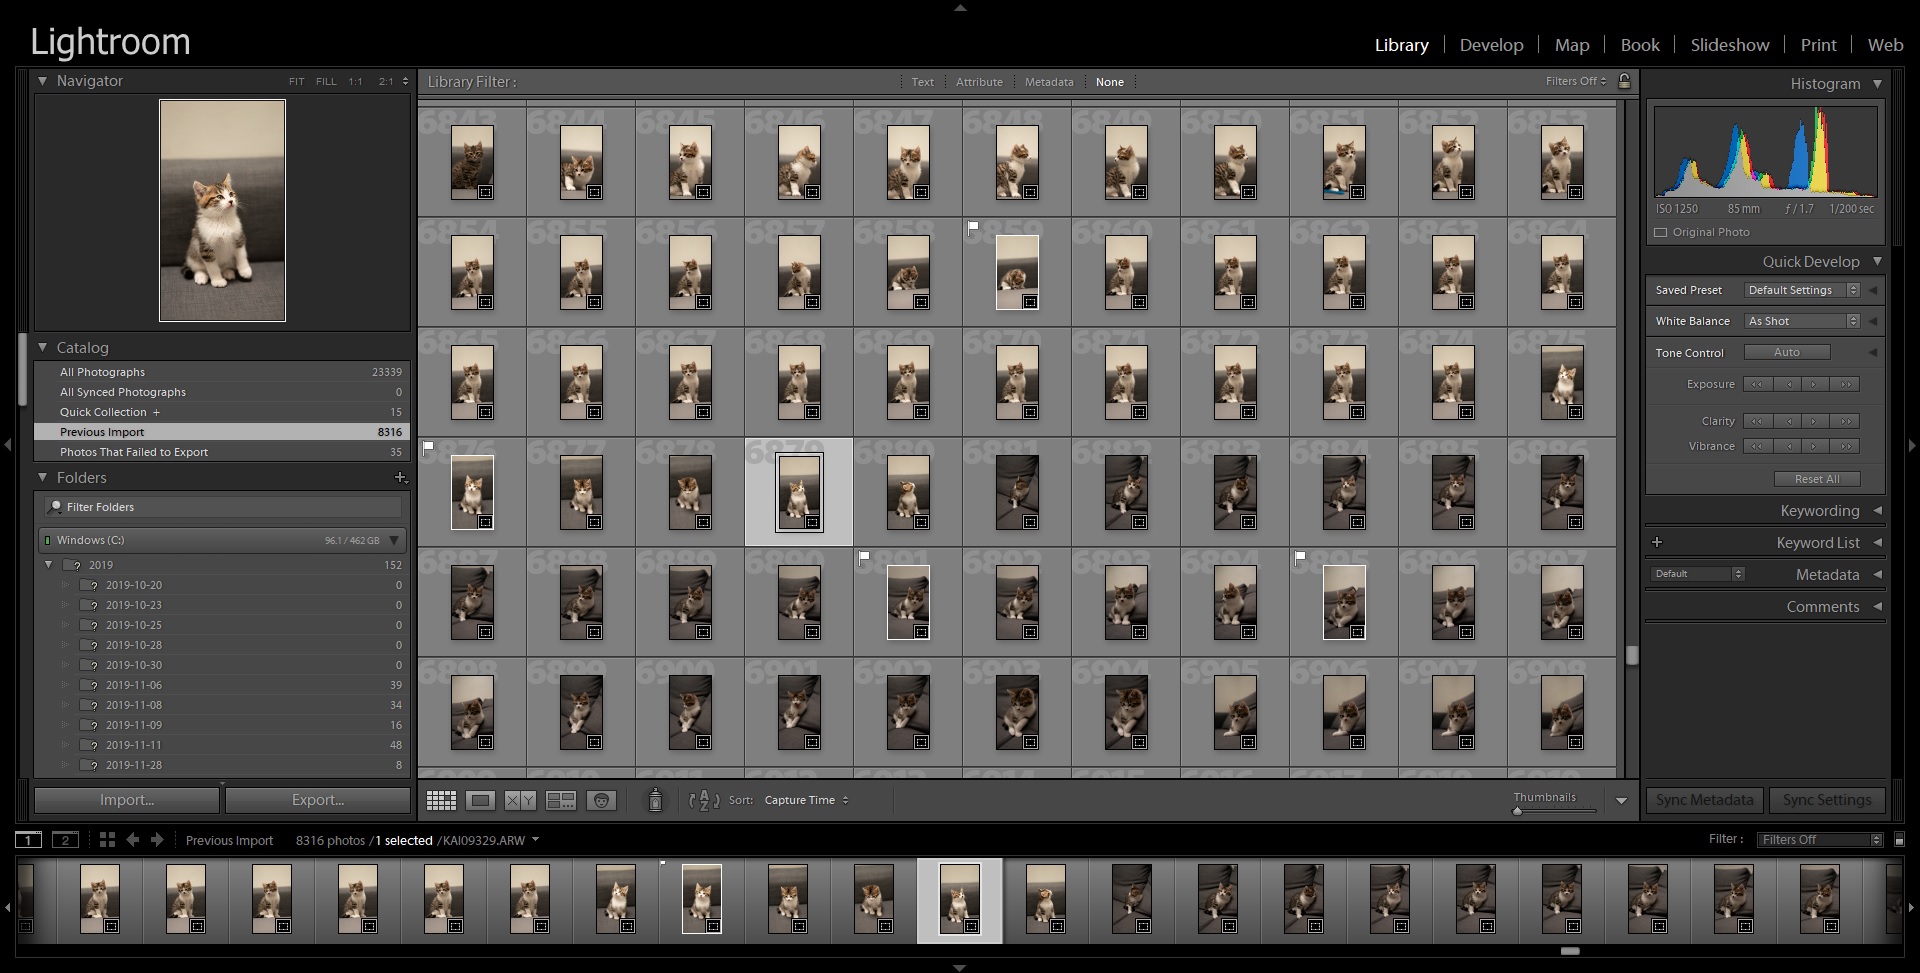 Lightroom
Library | Develop | Map | Book | Slideshow | Print | Web
Navigator FIT FILL 1:1 2:1
Library Filter : Text Attribute Metadata None Filters Off
Histogram
ISO 1250 85 mm ƒ / 1.7 1/200 sec
Original Photo
Quick Develop
Saved Preset Default Settings
White Balance As Shot
Tone Control Auto
Exposure
Clarity
Vibrance
Reset All
Keywording
+ Keyword List
Default Metadata
Comments
Catalog
All Photographs 23339
All Synced Photographs 0
Quick Collection + 15
Previous Import 8316
Photos That Failed to Export 35
Folders +
Filter Folders
Windows (C:) 96.1 / 462 GB
2019 152
2019-10-20 0
2019-10-23 0
2019-10-25 0
2019-10-28 0
2019-10-30 0
2019-11-06 39
2019-11-08 34
2019-11-09 16
2019-11-11 48
2019-11-28 8
6843 6844 6845 6846 6847 6848 6849 6850 6851 6852 6853
6854 6855 6856 6857 6858 6859 6860 6861 6862 6863 6864
6865 6866 6867 6868 6869 6870 6871 6872 6873 6874 6875
6876 6877 6878 6879 6880 6881 6882 6883 6884 6885 6886
6887 6888 6889 6890 6891 6892 6893 6894 6895 6896 6897
6898 6899 6900 6901 6902 6903 6904 6905 6906 6907 6908
Import... Export...
XY Sort: Capture Time Thumbnails
Sync Metadata Sync Settings
1 2 Previous Import 8316 photos / 1 selected / KAI09329.ARW Filter : Filters Off